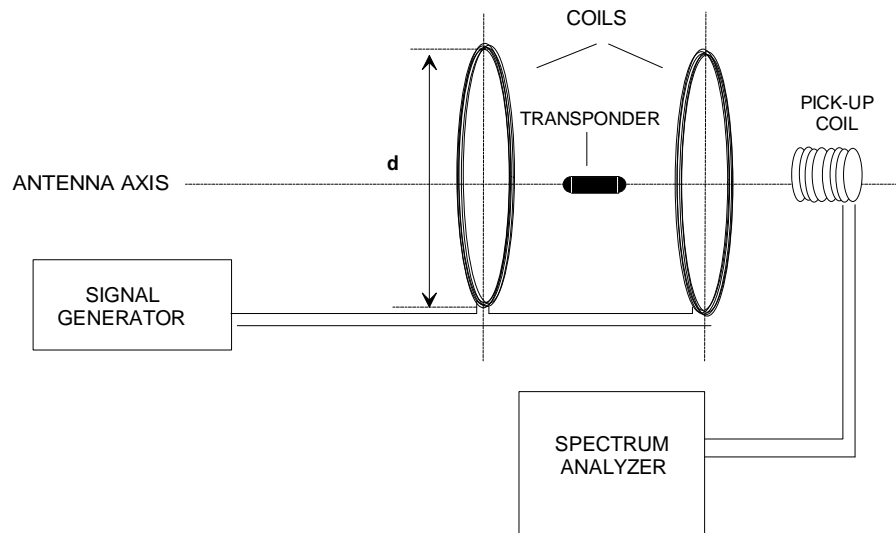 COILS
TRANSPONDER
PICK-UP
COIL
d
ANTENNA AXIS
SIGNAL
GENERATOR
SPECTRUM
ANALYZER